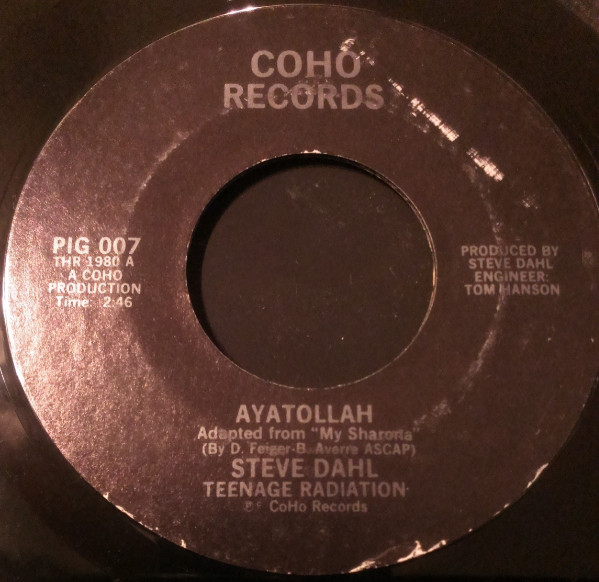 COHO
RECORDS
PIG 007
THR 1980 A
A COHO
PRODUCTION
Time: 2:46
PRODUCED BY
STEVE DAHL
ENGINEER:
TOM HANSON
AYATOLLAH
Adapted from "My Sharona"
(By D. Feiger-B. Averre ASCAP)
STEVE DAHL
TEENAGE RADIATION
℗ © CoHo Records